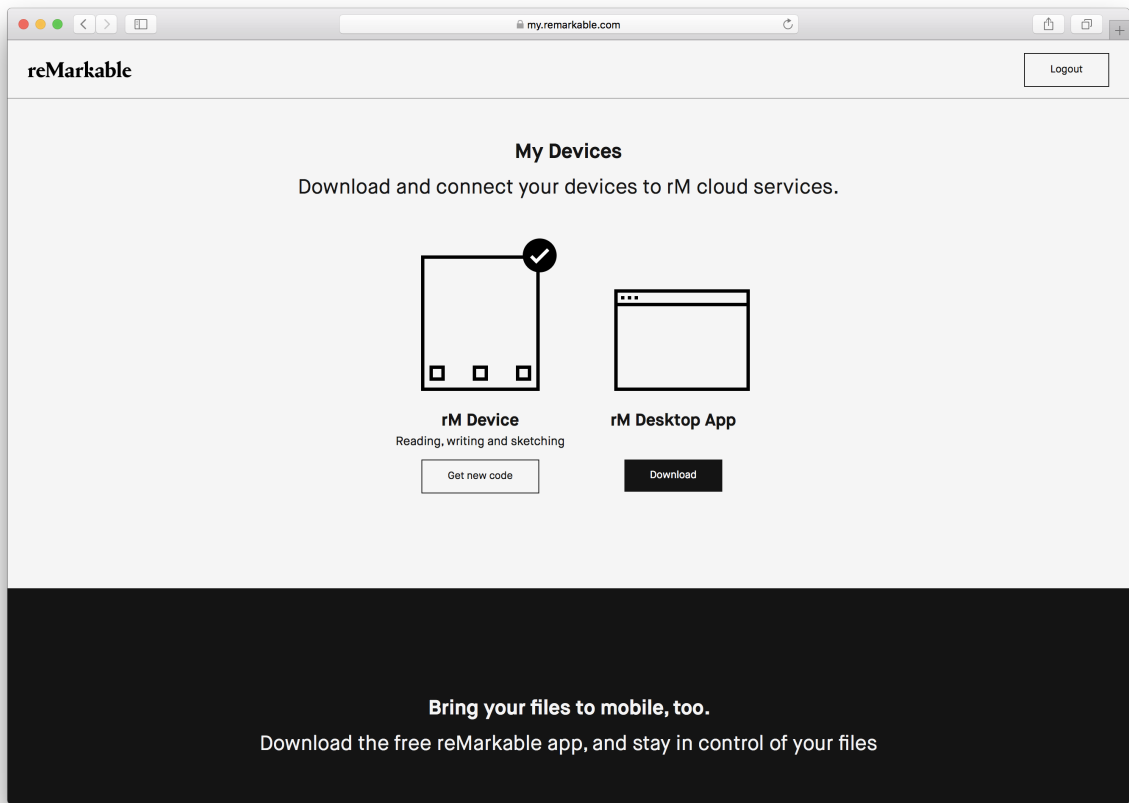 my.remarkable.com
reMarkable
Logout
My Devices
Download and connect your devices to rM cloud services.
rM Device
Reading, writing and sketching
Get new code
rM Desktop App
Download
Bring your files to mobile, too.
Download the free reMarkable app, and stay in control of your files